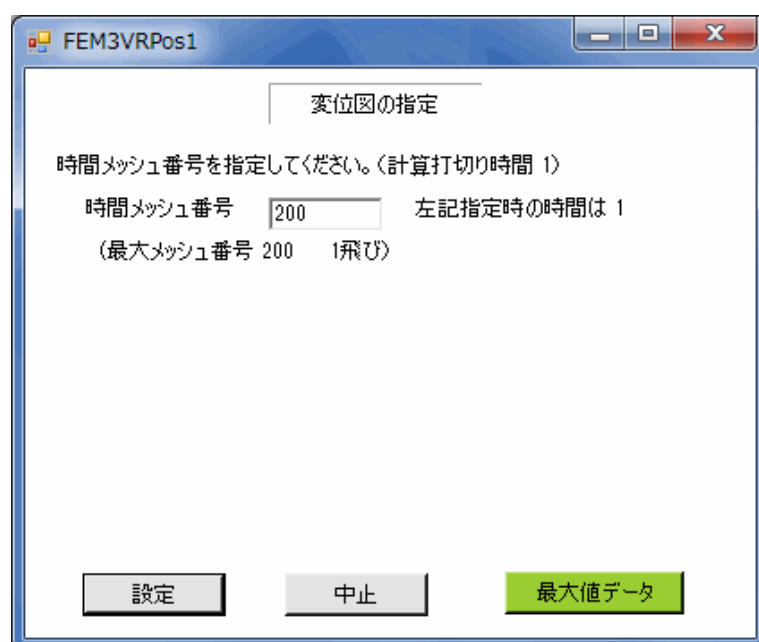 FEM3VRPos1
変位図の指定
時間メッシュ番号を指定してください。(計算打切り時間 1)
時間メッシュ番号 200 左記指定時の時間は 1
(最大メッシュ番号 200 1飛び)
設定 中止 最大値データ